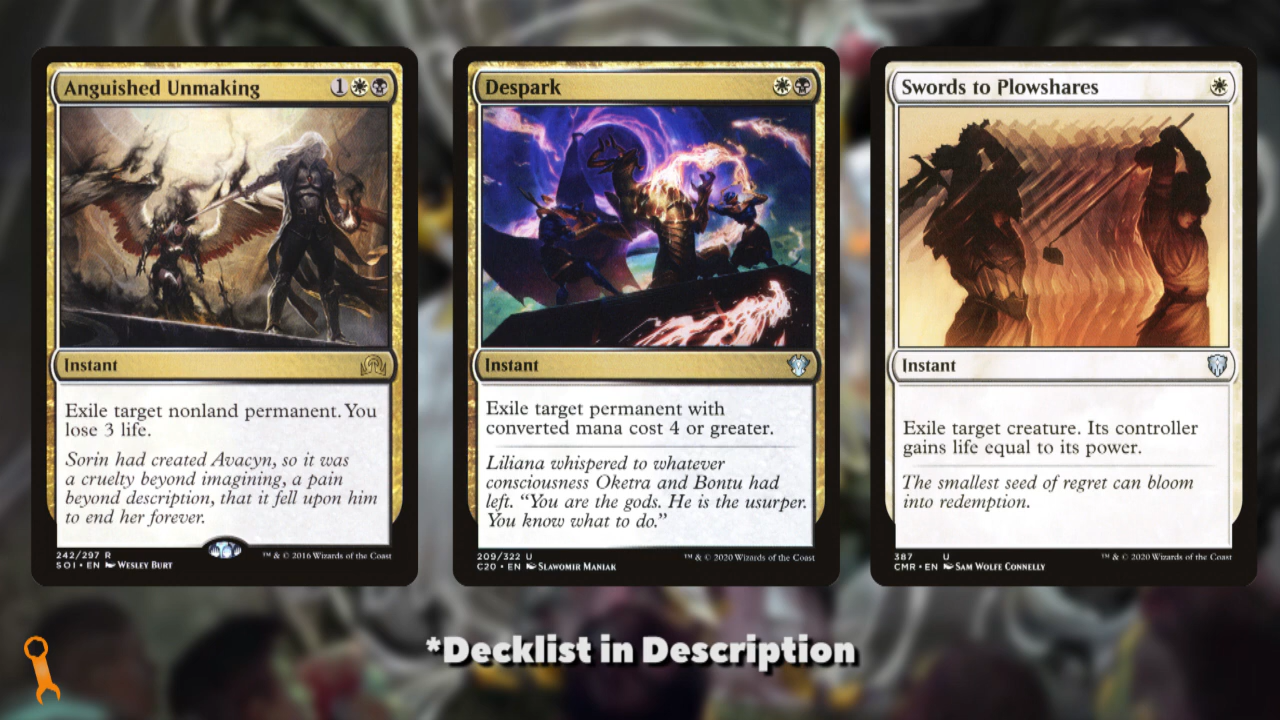 Anguished Unmaking 1
Instant
Exile target nonland permanent. You
lose 3 life.
Sorin had created Avacyn, so it was
a cruelty beyond imagining, a pain
beyond description, that it fell upon him
to end her forever.
242/297 R
SOI • EN Wesley Burt
™ & © 2016 Wizards of the Coast
Despark
Instant
Exile target permanent with
converted mana cost 4 or greater.
Liliana whispered to whatever
consciousness Oketra and Bontu had
left. “You are the gods. He is the usurper.
You know what to do.”
209/322 U
C20 • EN Slawomir Maniak
™ & © 2020 Wizards of the Coast
Swords to Plowshares
Instant
Exile target creature. Its controller
gains life equal to its power.
The smallest seed of regret can bloom
into redemption.
387 U
CMR • EN Sam Wolfe Connelly
™ & © 2020 Wizards of the Coast
*Decklist in Description